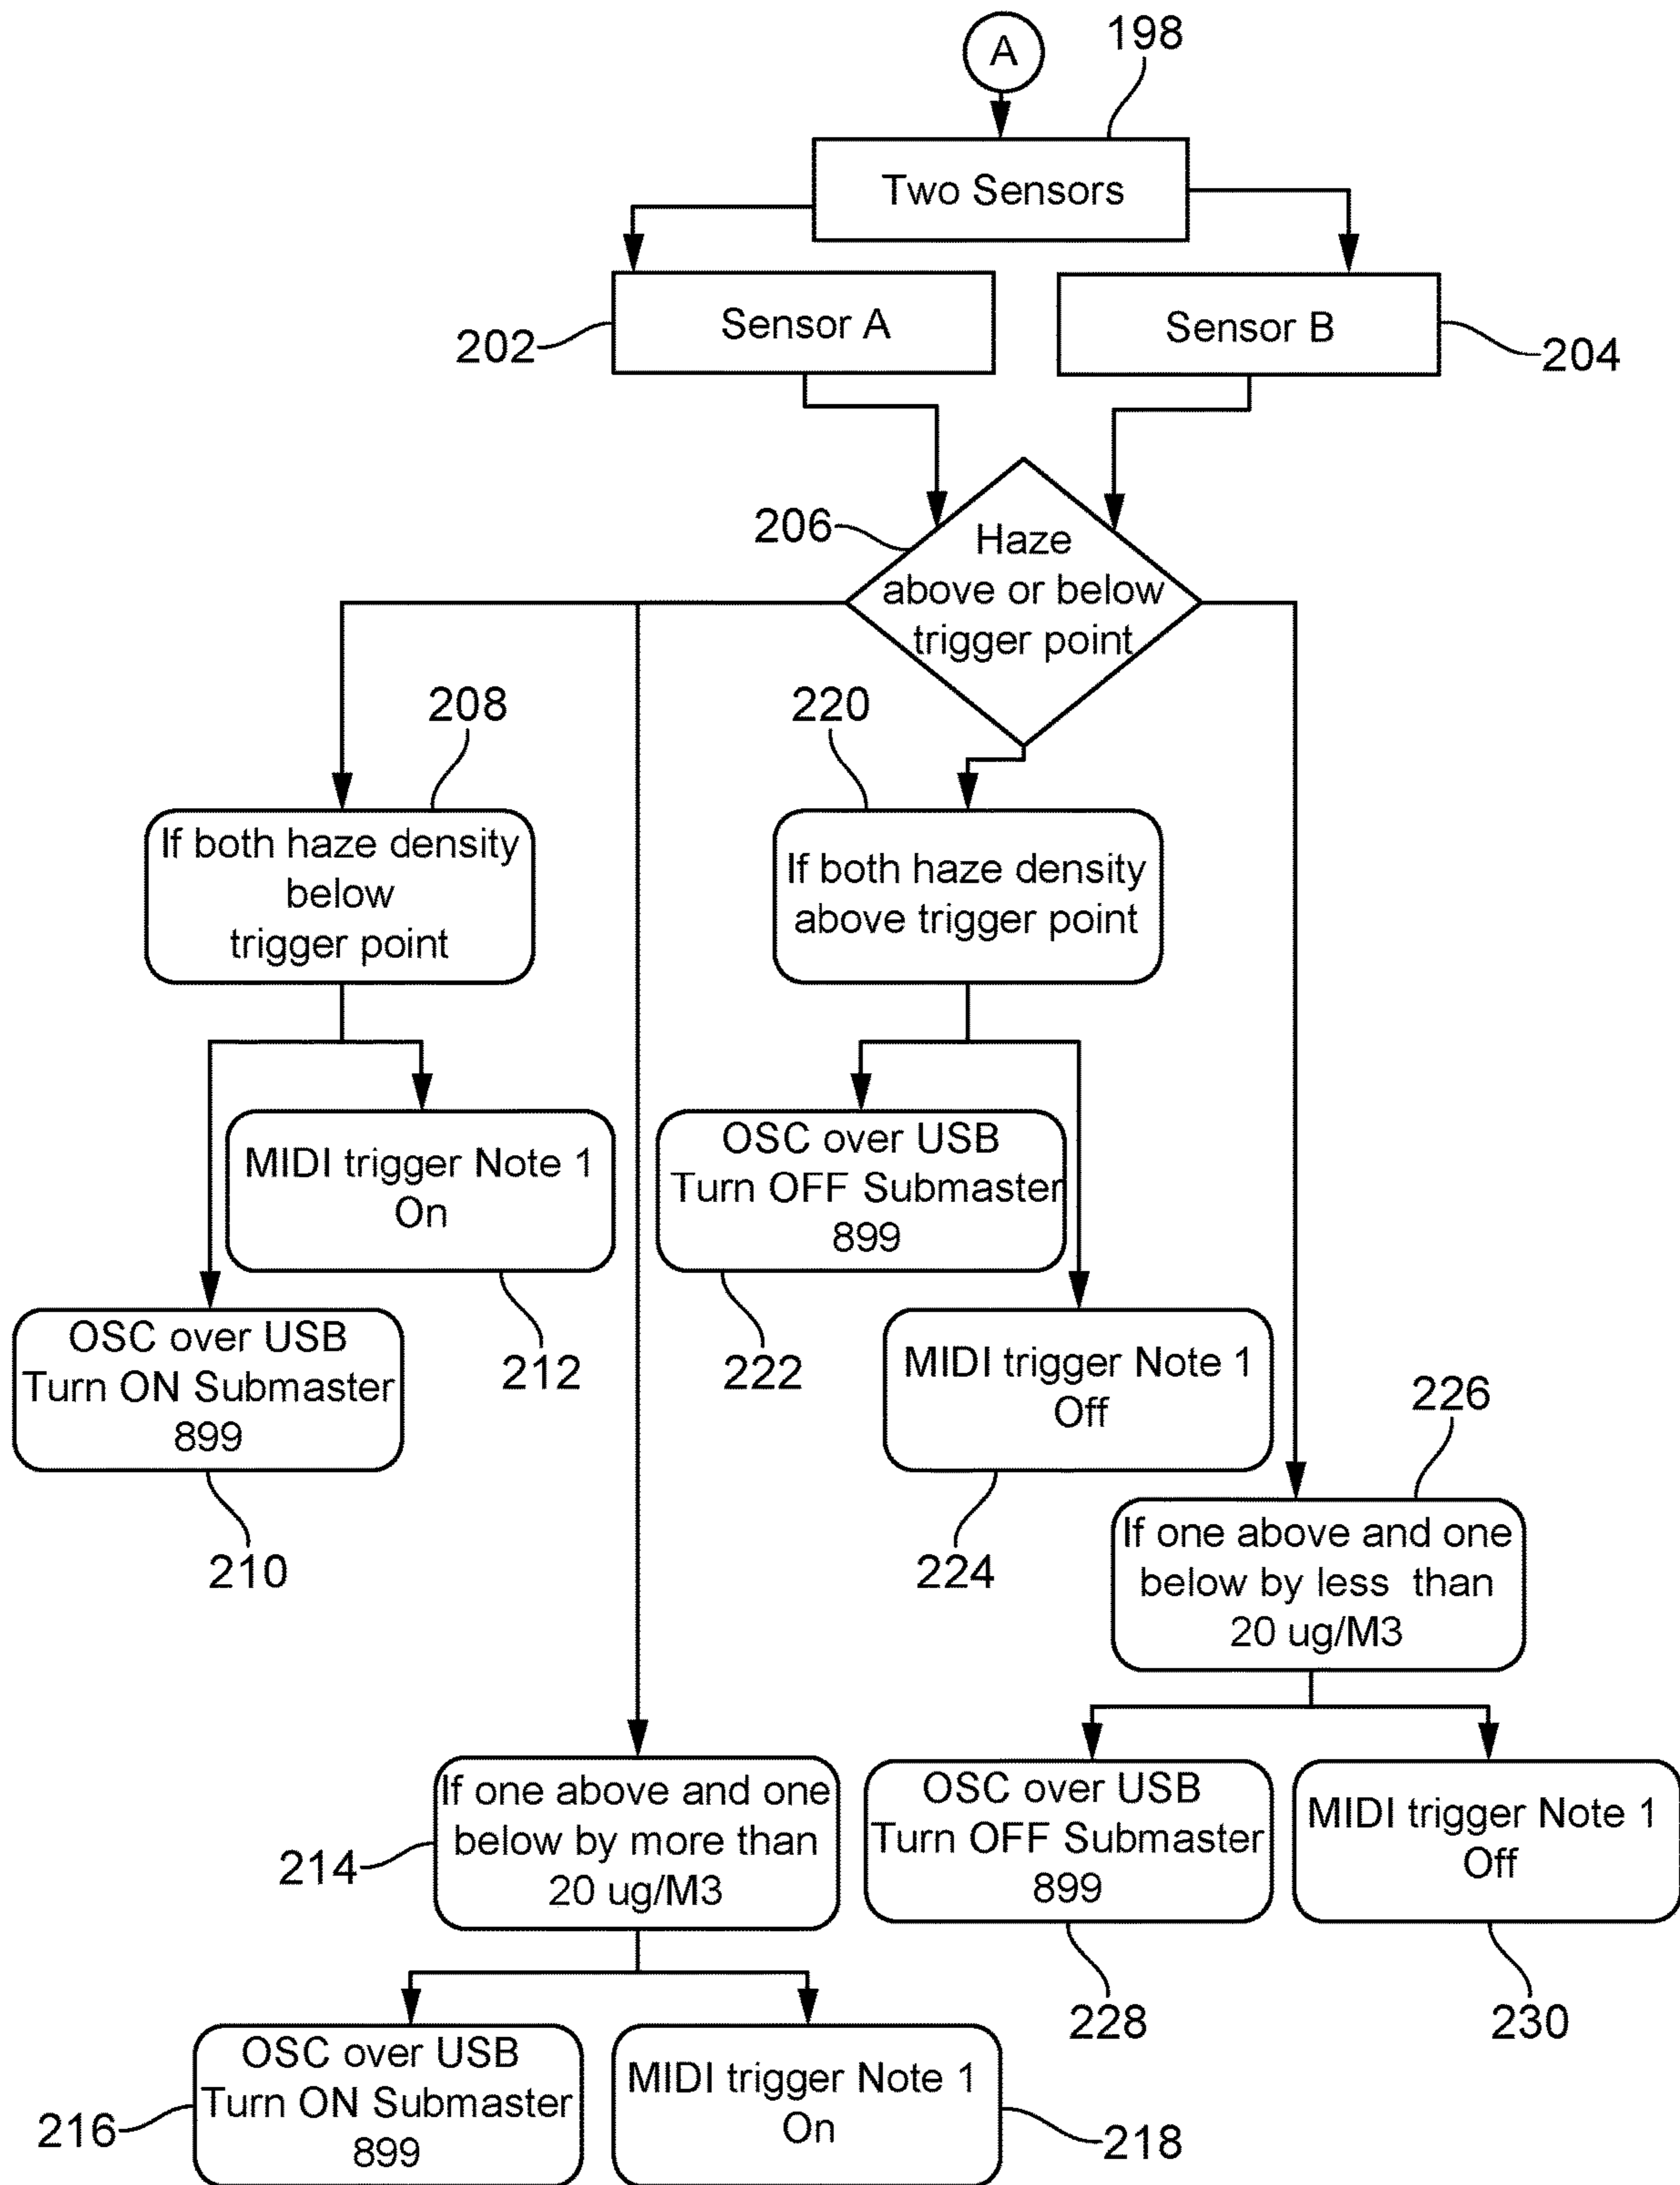 A
198
Two Sensors
Sensor A
Sensor B
202
204
206
Haze
above or below
trigger point
208
220
If both haze density
below
trigger point
If both haze density
above trigger point
MIDI trigger Note 1
On
OSC over USB
Turn OFF Submaster
899
OSC over USB
Turn ON Submaster
899
212
222
MIDI trigger Note 1
Off
226
210
224
If one above and one
below by less  than
20 ug/M3
If one above and one
below by more than
20 ug/M3
214
OSC over USB
Turn OFF Submaster
899
MIDI trigger Note 1
Off
228
230
OSC over USB
Turn ON Submaster
899
MIDI trigger Note 1
On
216
218